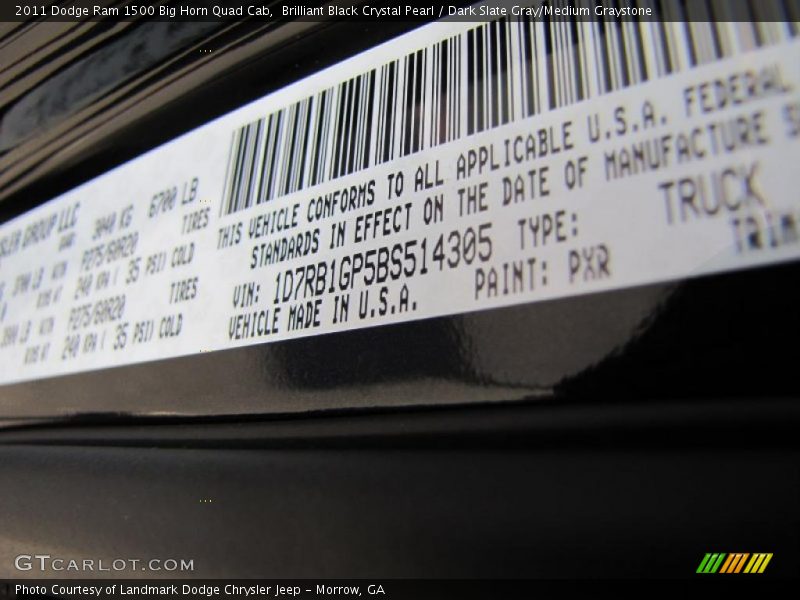 2011 Dodge Ram 1500 Big Horn Quad Cab, Brilliant Black Crystal Pearl / Dark Slate Gray/Medium Graystone
GROUP LLC
3040 KG 6700 LB
TIRES
P275/60R20
240 KPA ( 35 PSI) COLD
TIRES
P275/60R20
240 KPA ( 35 PSI) COLD
THIS VEHICLE CONFORMS TO ALL APPLICABLE U.S.A. FEDERAL
STANDARDS IN EFFECT ON THE DATE OF MANUFACTURE
VIN: 1D7RB1GP5BS514305 TYPE: TRUCK
VEHICLE MADE IN U.S.A. PAINT: PXR TRIM
GTCARLOT.COM
Photo Courtesy of Landmark Dodge Chrysler Jeep - Morrow, GA